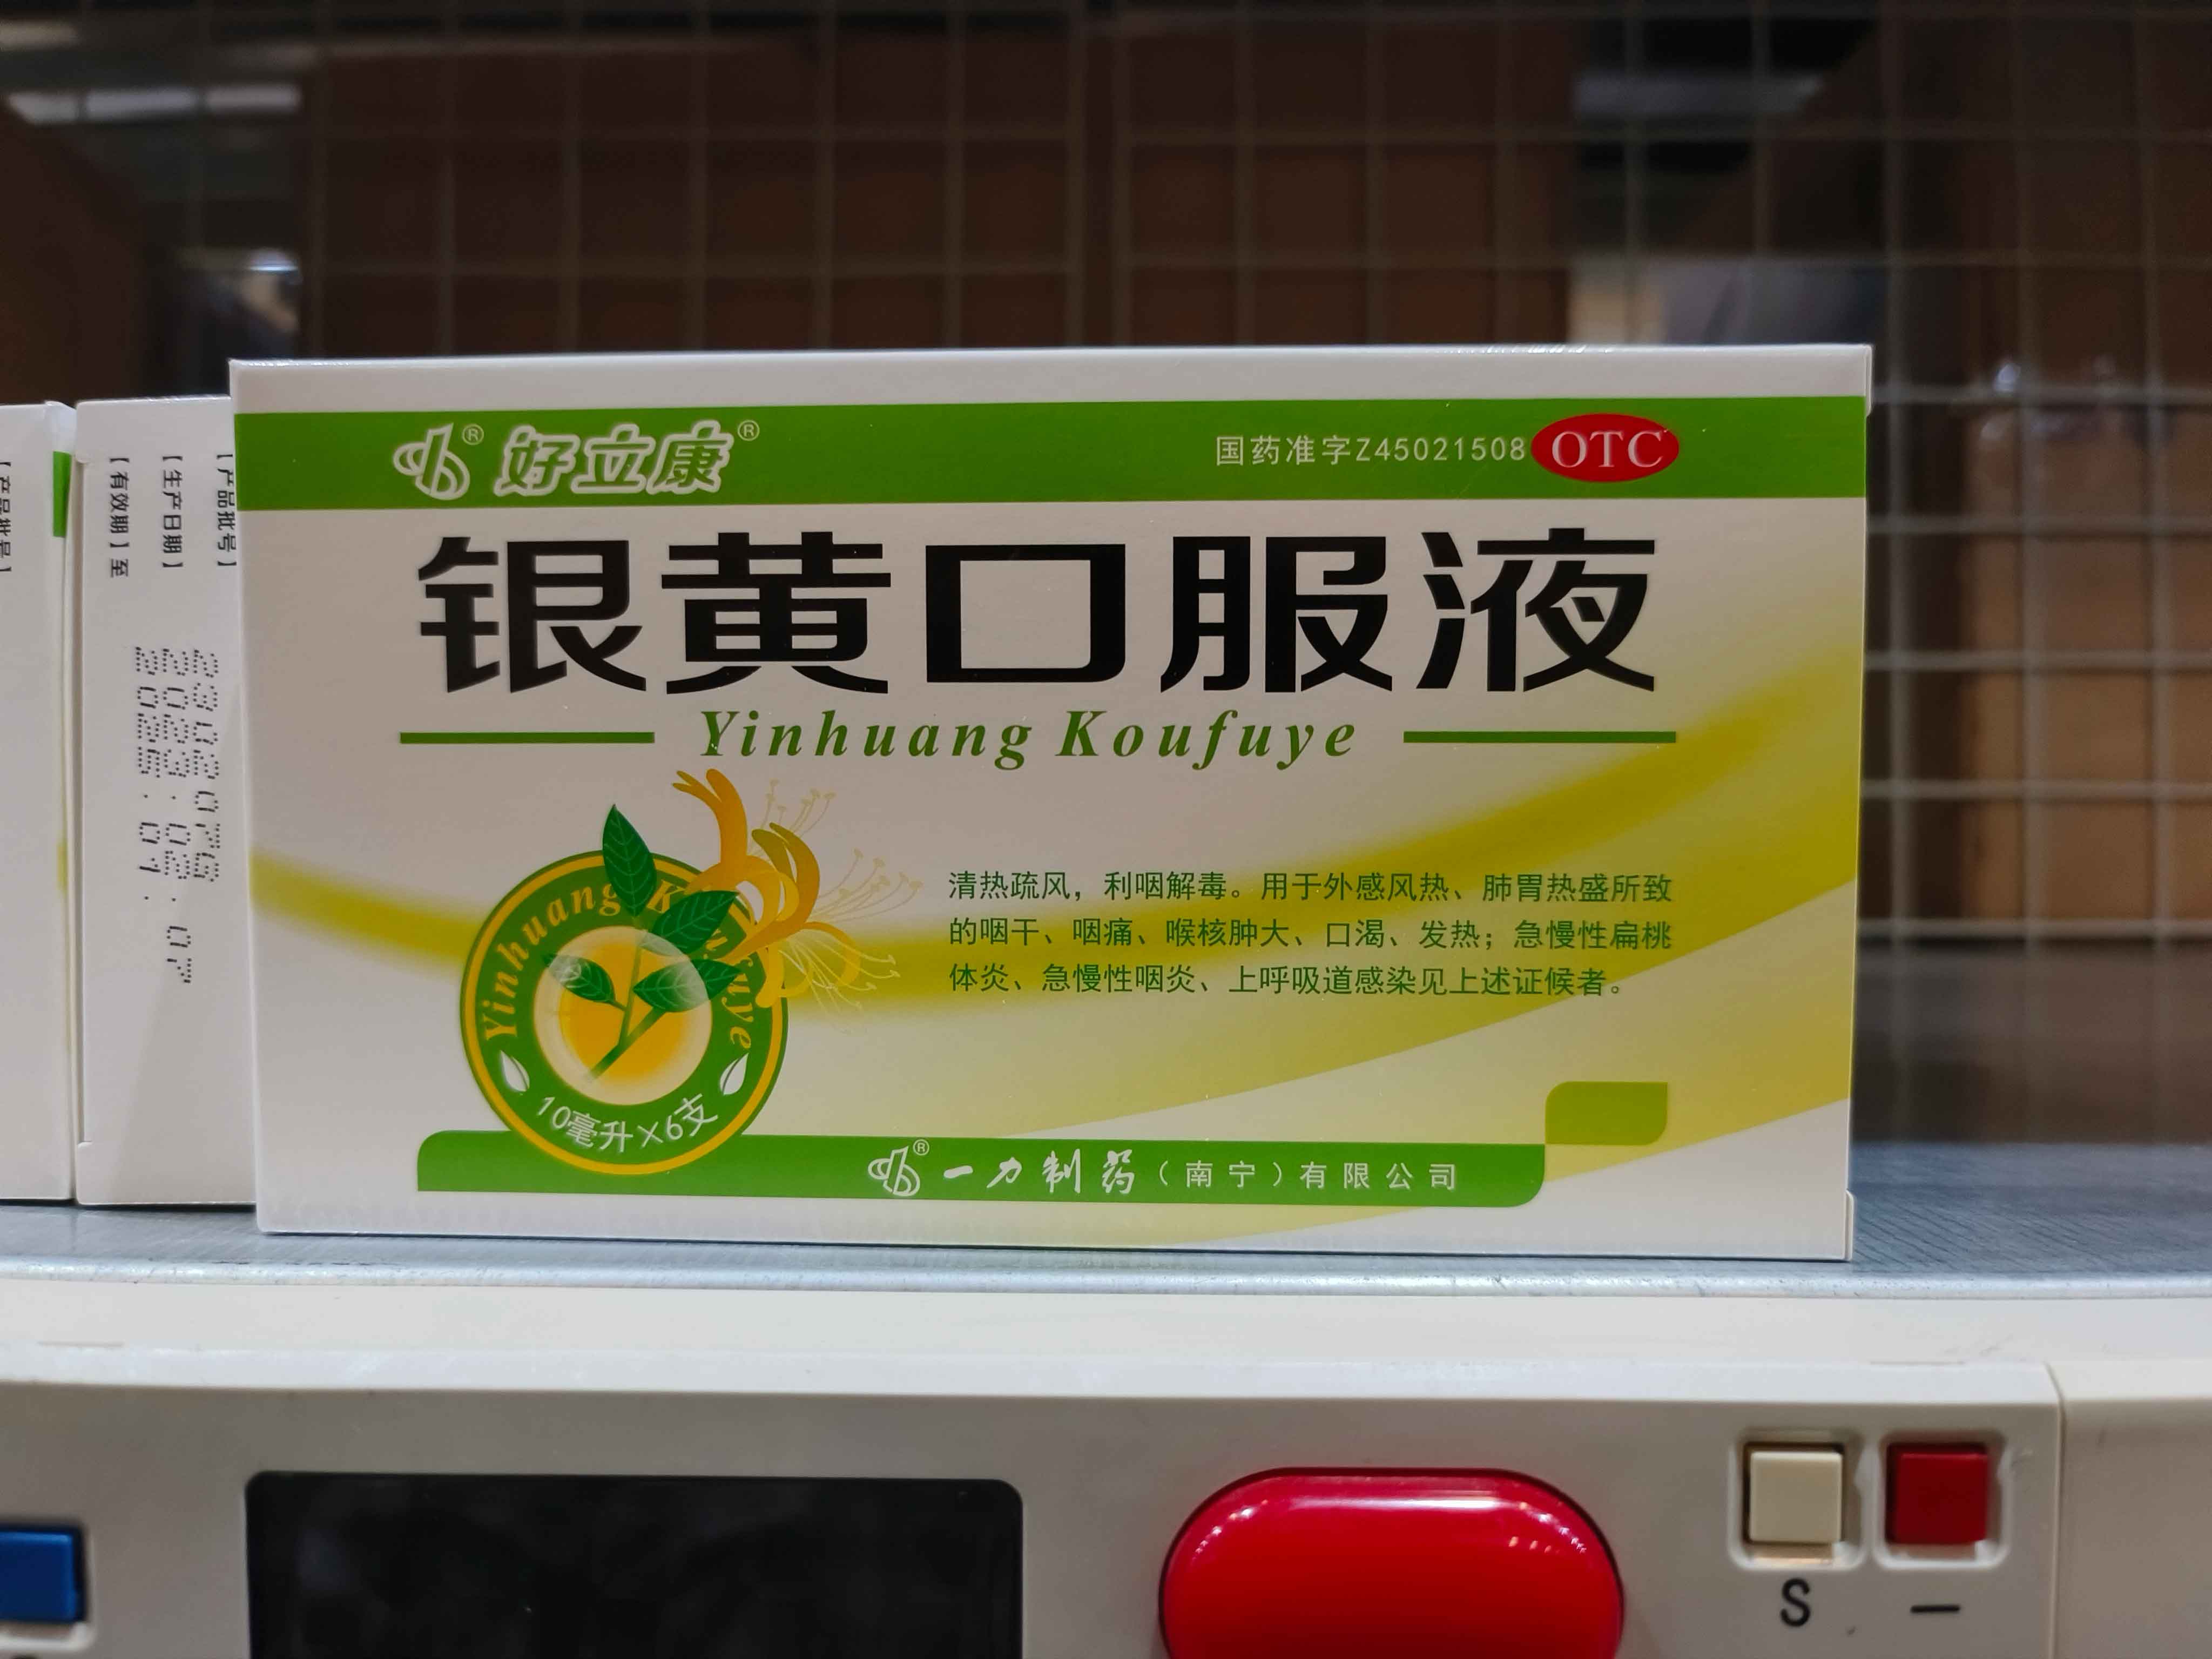 ® 好立康®
国药准字Z45021508 OTC
银黄口服液
Yinhuang Koufuye
清热疏风，利咽解毒。用于外感风热、肺胃热盛所致
的咽干、咽痛、喉核肿大、口渴、发热；急慢性扁桃
体炎、急慢性咽炎、上呼吸道感染见上述证候者。
Yinhuang Koufuye
10毫升×6支
® 一力制药（南宁）有限公司
【产品批号】 2302079
【生产日期】 2023.02.
【有效期】至 2025.01.
07
【产品批号】
S
—